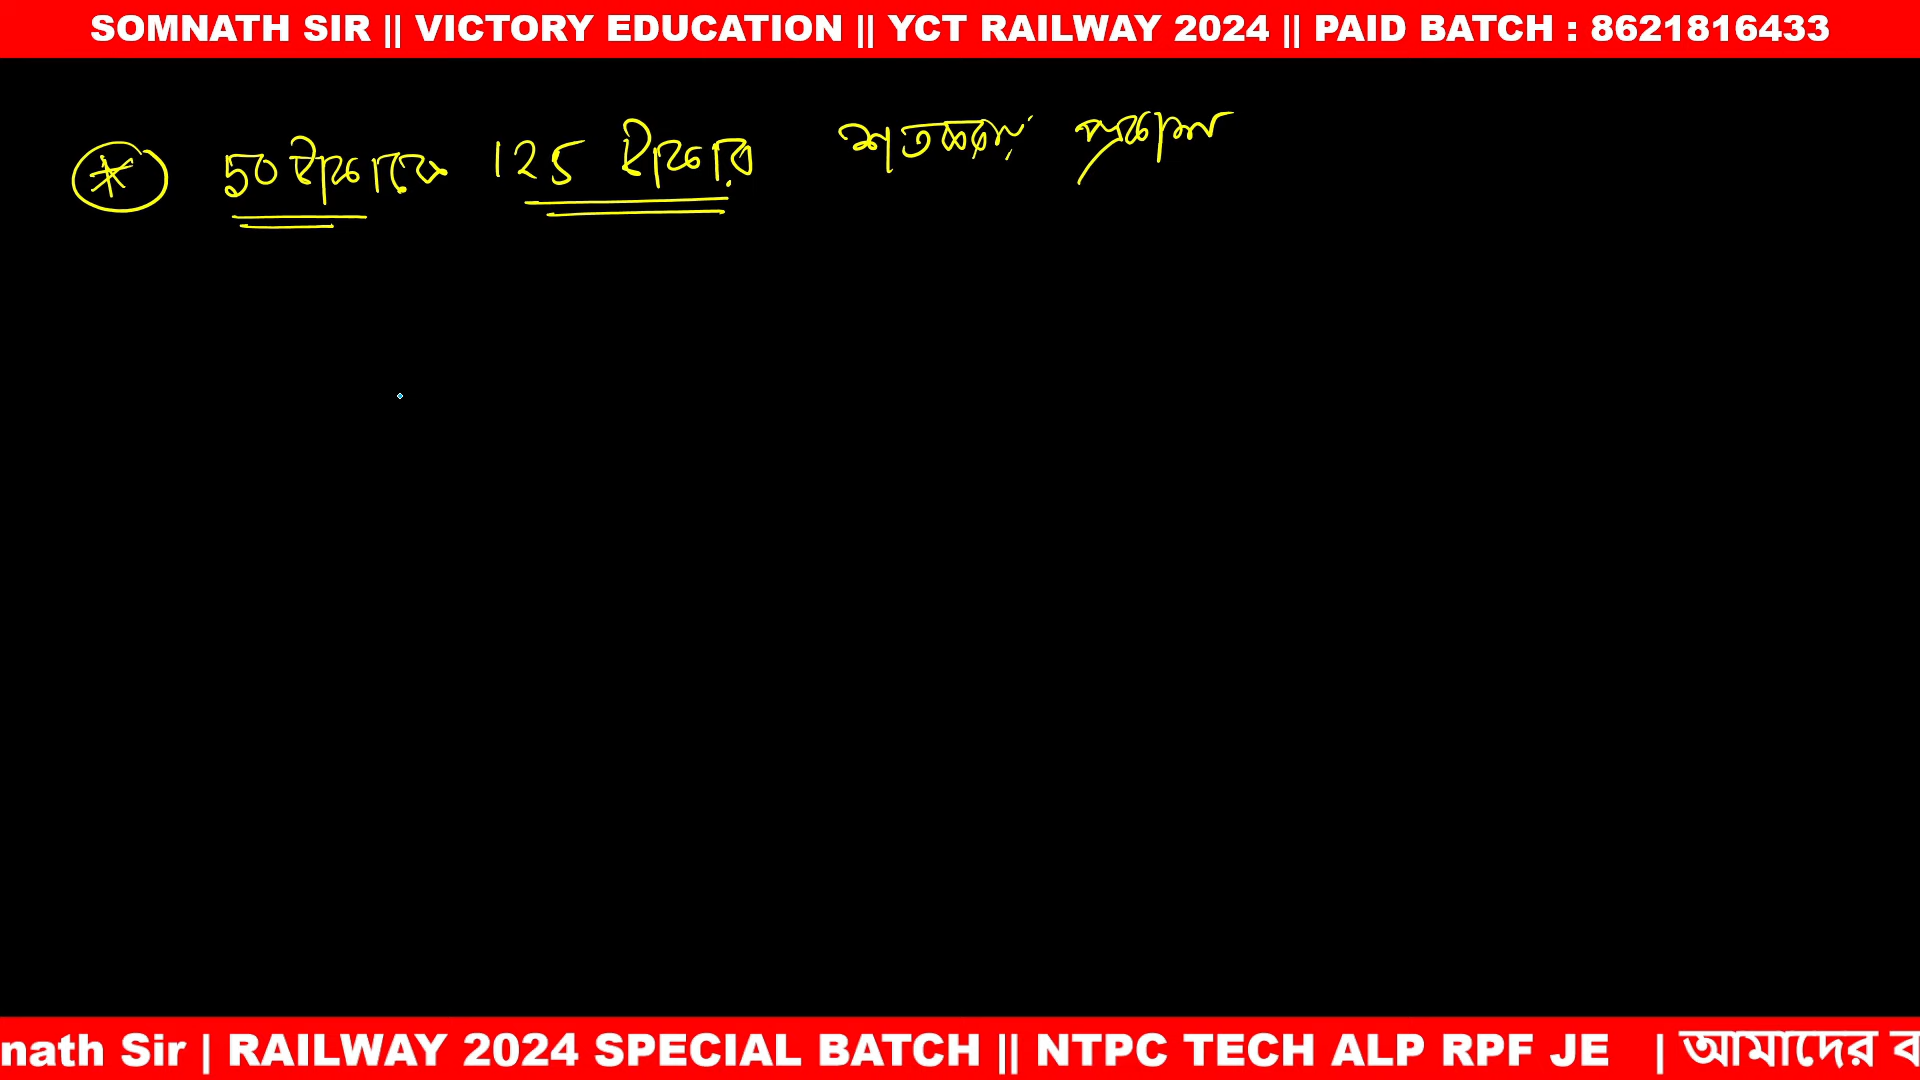 SOMNATH SIR || VICTORY EDUCATION || YCT RAILWAY 2024 || PAID BATCH : 8621816433
* 50 টাকাকে 125 টাকার শতকরায় প্রকাশ
nath Sir | RAILWAY 2024 SPECIAL BATCH || NTPC TECH ALP RPF JE | আমাদের ব